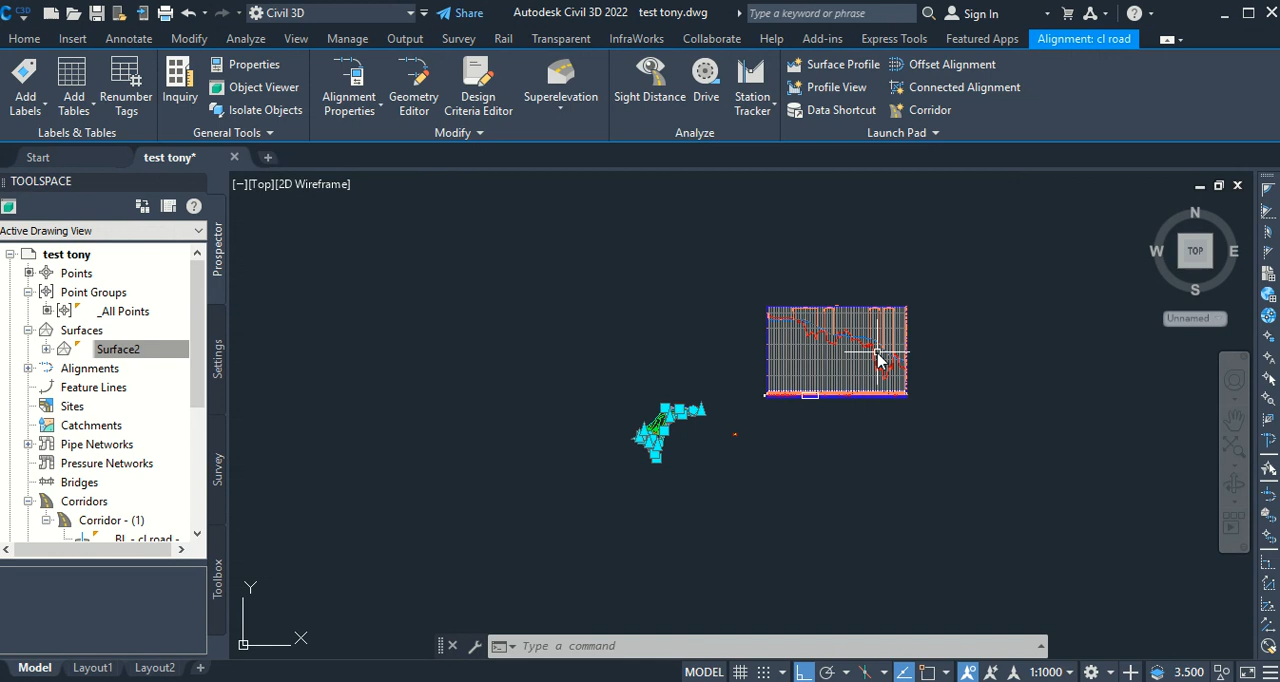 C3D
Civil 3D
Share
Autodesk Civil 3D 2022 test tony.dwg
Type a keyword or phrase
Sign In
Home Insert Annotate Modify Analyze View Manage Output Survey Rail Transparent InfraWorks Collaborate Help Add-ins Express Tools Featured Apps Alignment: cl road
Add Labels
Add Tables
Renumber Tags
Labels & Tables
Inquiry
Properties
Object Viewer
Isolate Objects
General Tools
Alignment Properties
Geometry Editor
Design Criteria Editor
Superelevation
Modify
Sight Distance
Drive
Station Tracker
Analyze
Surface Profile
Profile View
Data Shortcut
Offset Alignment
Connected Alignment
Corridor
Launch Pad
Start
test tony*
TOOLSPACE
Active Drawing View
test tony
Points
Point Groups
_All Points
Surfaces
Surface2
Alignments
Feature Lines
Sites
Catchments
Pipe Networks
Pressure Networks
Bridges
Corridors
Corridor - (1)
BL - cl road -
Prospector
Settings
Survey
Toolbox
[−][Top][2D Wireframe]
N
W TOP E
S
Unnamed
Y
X
Type a command
Model Layout1 Layout2
MODEL
1:1000
3.500